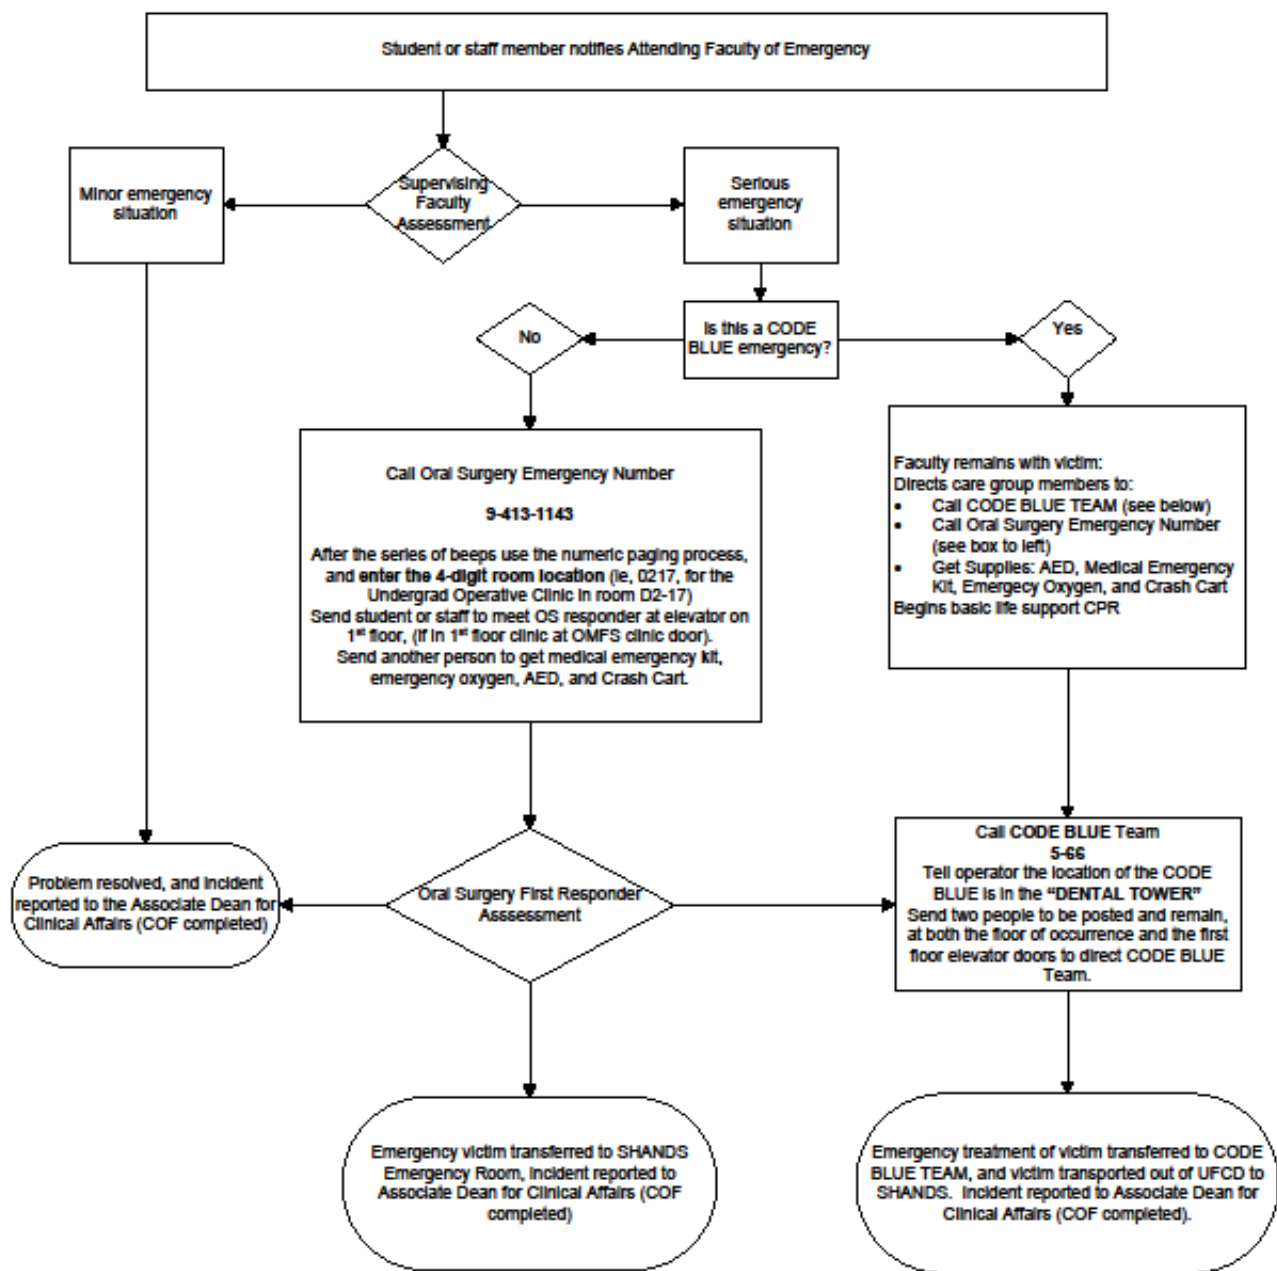 Student or staff member notifies Attending Faculty of Emergency
Minor emergency
situation
Supervising
Faculty
Assessment
Serious
emergency
situation
No
Is this a CODE
BLUE emergency?
Yes
Call Oral Surgery Emergency Number
9-413-1143
After the series of beeps use the numeric paging process,
and enter the 4-digit room location (ie, 0217, for the
Undergrad Operative Clinic in room D2-17)
Send student or staff to meet OS responder at elevator on
1st floor, (if in 1st floor clinic at OMFS clinic door).
Send another person to get medical emergency kit,
emergency oxygen, AED, and Crash Cart.
Faculty remains with victim:
Directs care group members to:
• Call CODE BLUE TEAM (see below)
• Call Oral Surgery Emergency Number
(see box to left)
• Get Supplies: AED, Medical Emergency
Kit, Emergecy Oxygen, and Crash Cart
Begins basic life support CPR
Problem resolved, and incident
reported to the Associate Dean for
Clinical Affairs (COF completed)
Oral Surgery First Responder
Asssessment
Call CODE BLUE Team
5-66
Tell operator the location of the CODE
BLUE is in the “DENTAL TOWER”
Send two people to be posted and remain,
at both the floor of occurrence and the first
floor elevator doors to direct CODE BLUE
Team.
Emergency victim transferred to SHANDS
Emergency Room, incident reported to
Associate Dean for Clinical Affairs (COF
completed)
Emergency treatment of victim transferred to CODE
BLUE TEAM, and victim transported out of UFCD to
SHANDS. Incident reported to Associate Dean for
Clinical Affairs (COF completed).